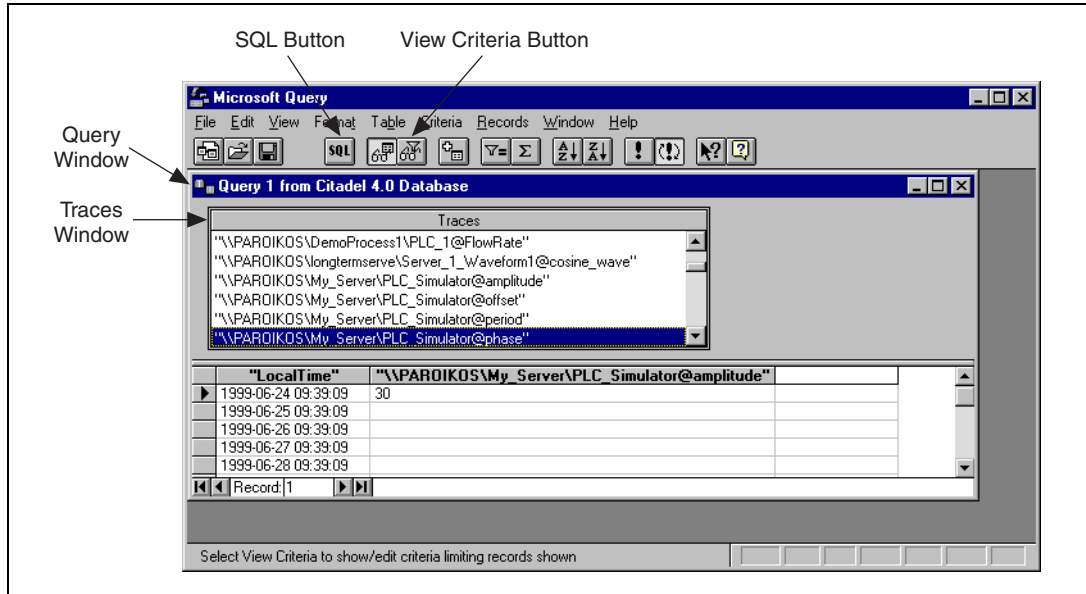 SQL Button View Criteria Button
Microsoft Query
File Edit View Format Table Criteria Records Window Help
SQL
Query
Window
Query 1 from Citadel 4.0 Database
Traces
Window
Traces
"\\PAROIKOS\DemoProcess1\PLC_1@FlowRate"
"\\PAROIKOS\longtermserve\Server_1_Waveform1@cosine_wave"
"\\PAROIKOS\My_Server\PLC_Simulator@amplitude"
"\\PAROIKOS\My_Server\PLC_Simulator@offset"
"\\PAROIKOS\My_Server\PLC_Simulator@period"
"\\PAROIKOS\My_Server\PLC_Simulator@phase"
"LocalTime" "\\PAROIKOS\My_Server\PLC_Simulator@amplitude"
1999-06-24 09:39:09 30
1999-06-25 09:39:09
1999-06-26 09:39:09
1999-06-27 09:39:09
1999-06-28 09:39:09
Record: 1
Select View Criteria to show/edit criteria limiting records shown